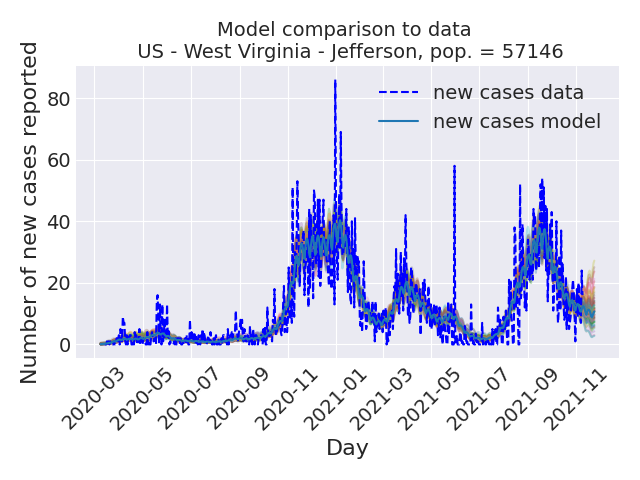 Model comparison to data
US - West Virginia - Jefferson, pop. = 57146
Number of new cases reported
80
60
40
20
0
new cases data
new cases model
2020-03
2020-05
2020-07
2020-09
2020-11
2021-01
2021-03
2021-05
2021-07
2021-09
2021-11
Day